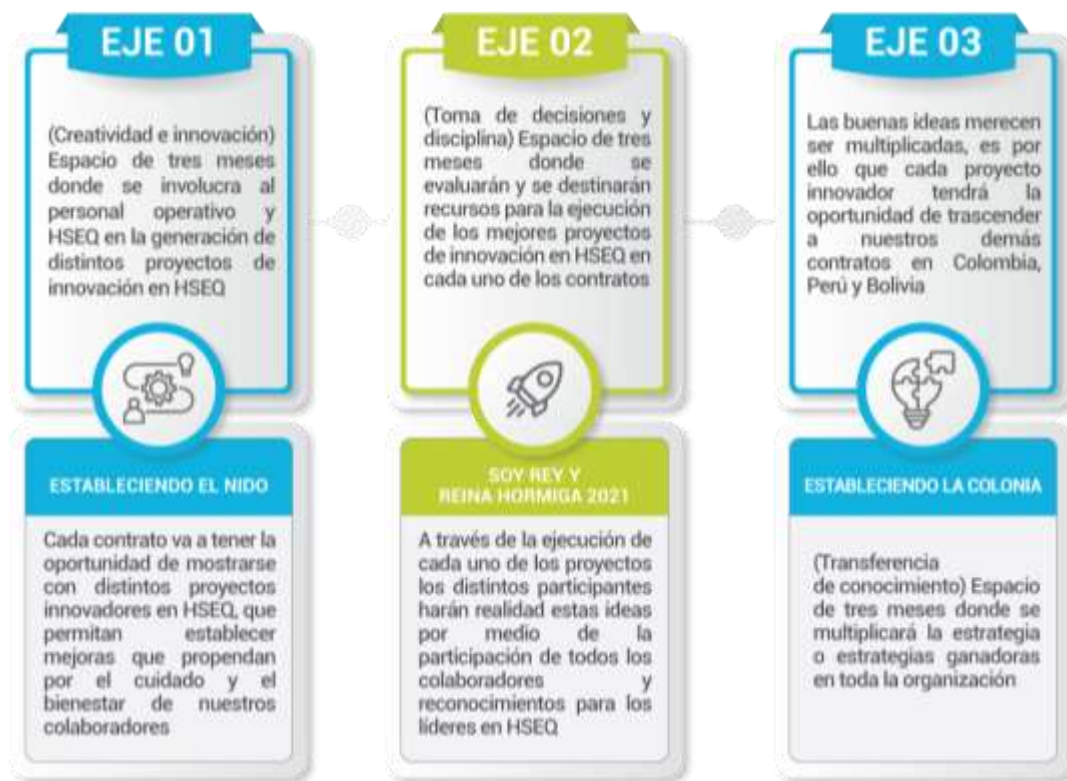 EJE 01
(Creatividad e innovación)
Espacio de tres meses
donde se involucra al
personal operativo y
HSEQ en la generación de
distintos proyectos de
innovación en HSEQ
ESTABLECIENDO EL NIDO
Cada contrato va a tener la
oportunidad de mostrarse
con distintos proyectos
innovadores en HSEQ, que
permitan establecer
mejoras que propendan
por el cuidado y el
bienestar de nuestros
colaboradores
EJE 02
(Toma de decisiones y
disciplina) Espacio de tres
meses donde se
evaluarán y se destinarán
recursos para la ejecución
de los mejores proyectos
de innovación en HSEQ en
cada uno de los contratos
SOY REY Y
REINA HORMIGA 2021
A través de la ejecución de
cada uno de los proyectos
los distintos participantes
harán realidad estas ideas
por medio de la
participación de todos los
colaboradores y
reconocimientos para los
líderes en HSEQ
EJE 03
Las buenas ideas merecen
ser multiplicadas, es por
ello que cada proyecto
innovador tendrá la
oportunidad de trascender
a nuestros demás
contratos en Colombia,
Perú y Bolivia
ESTABLECIENDO LA COLONIA
(Transferencia
de conocimiento) Espacio
de tres meses donde se
multiplicará la estrategia
o estrategias ganadoras
en toda la organización